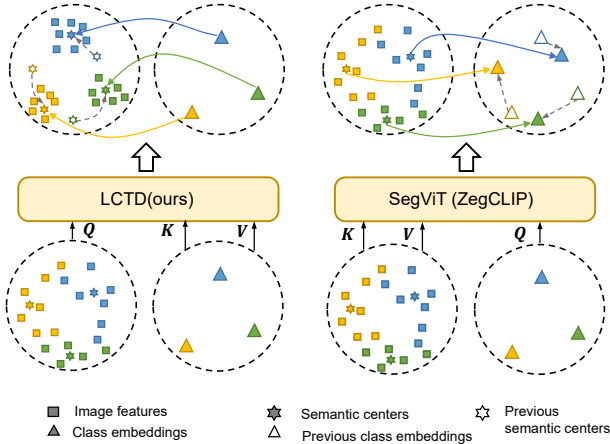 LCTD(ours)
SegViT (ZegCLIP)
Q K V
K V Q
Image features
Semantic centers
Previous
semantic centers
Class embeddings
Previous class embeddings